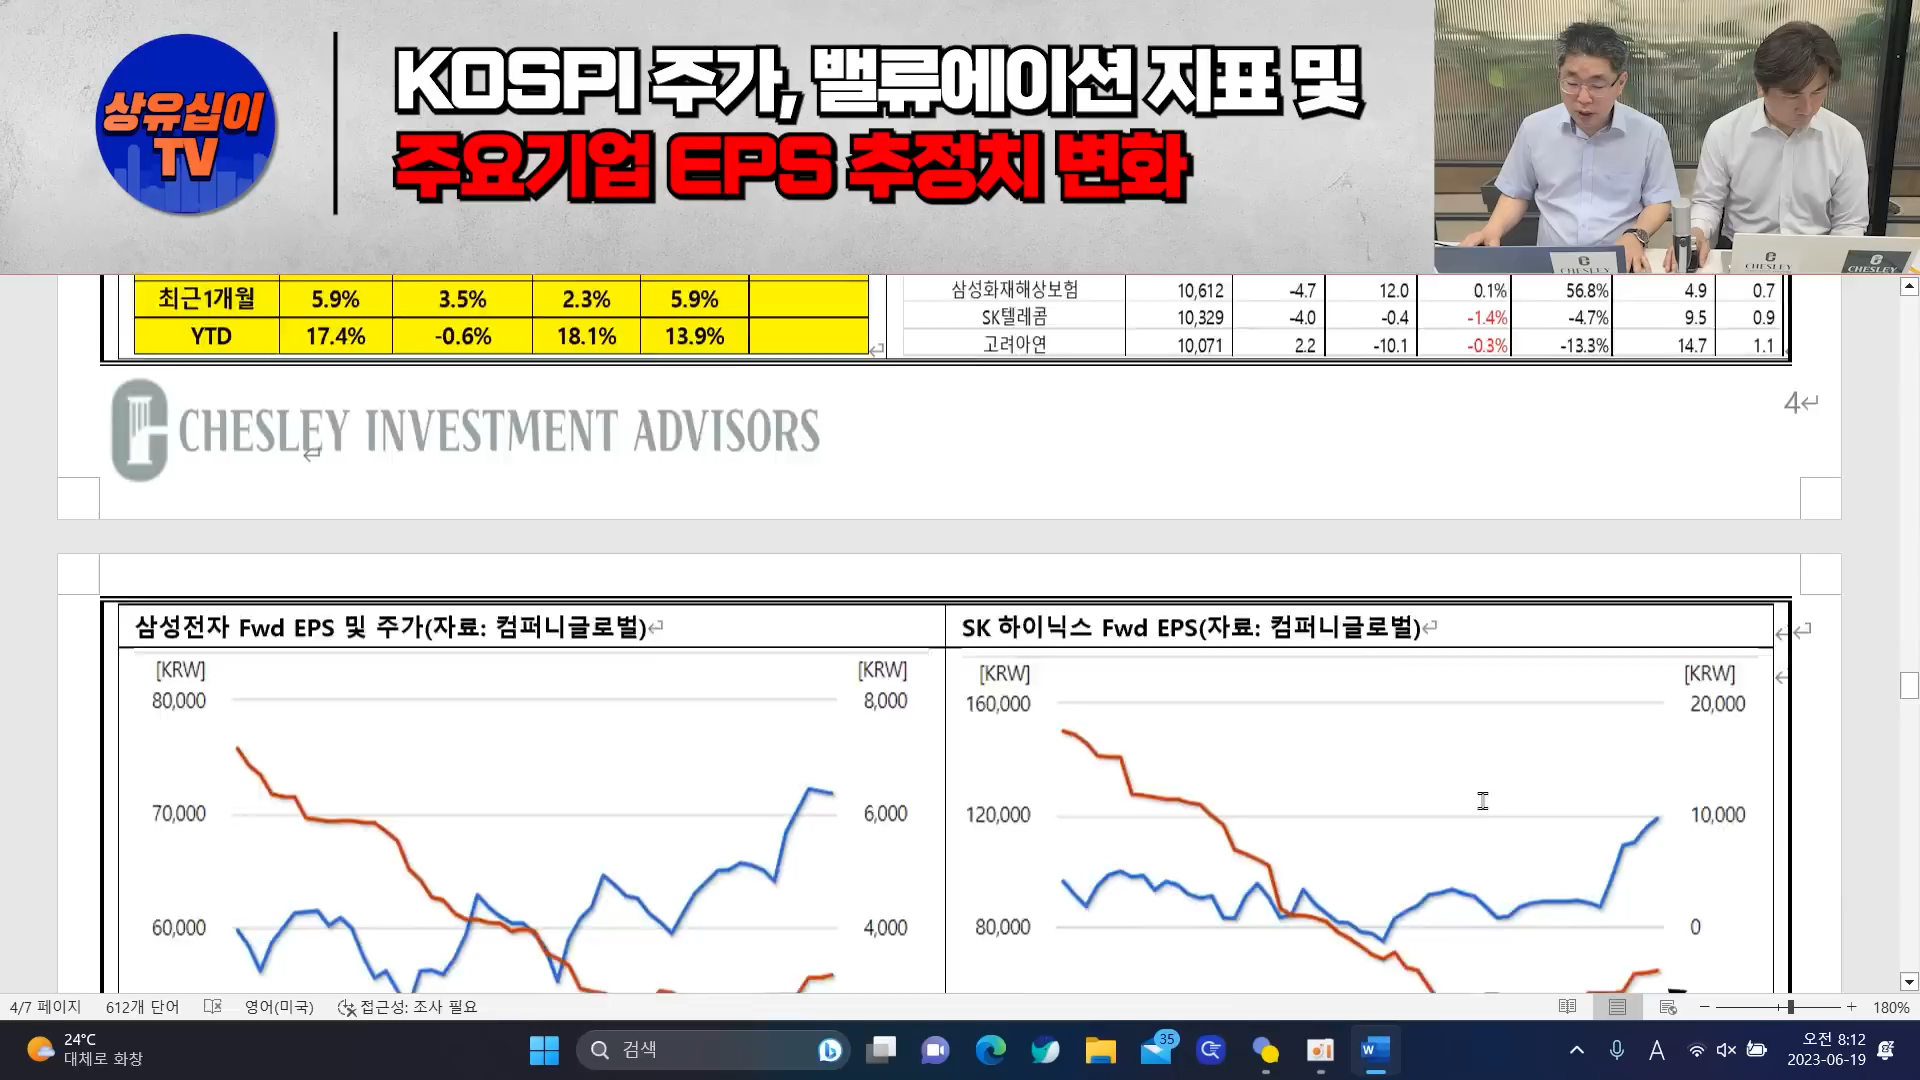 상유십이
TV
KOSPI 주가, 밸류에이션 지표 및
주요기업 EPS 추정치 변화
CHESLEY
CHESLEY
CHESLEY
최근1개월 5.9% 3.5% 2.3% 5.9%
YTD 17.4% -0.6% 18.1% 13.9%
삼성화재해상보험 10,612 -4.7 12.0 0.1% 56.8% 4.9 0.7
SK텔레콤 10,329 -4.0 -0.4 -1.4% -4.7% 9.5 0.9
고려아연 10,071 2.2 -10.1 -0.3% -13.3% 14.7 1.1
CHESLEY INVESTMENT ADVISORS
4
삼성전자 Fwd EPS 및 주가(자료: 컴퍼니글로벌)
[KRW] [KRW]
80,000 8,000
70,000 6,000
60,000 4,000
SK 하이닉스 Fwd EPS(자료: 컴퍼니글로벌)
[KRW] [KRW]
160,000 20,000
120,000 10,000
80,000 0
4/7 페이지 612개 단어 영어(미국) 접근성: 조사 필요 180%
24°C
대체로 화창
검색
35
A
오전 8:12
2023-06-19